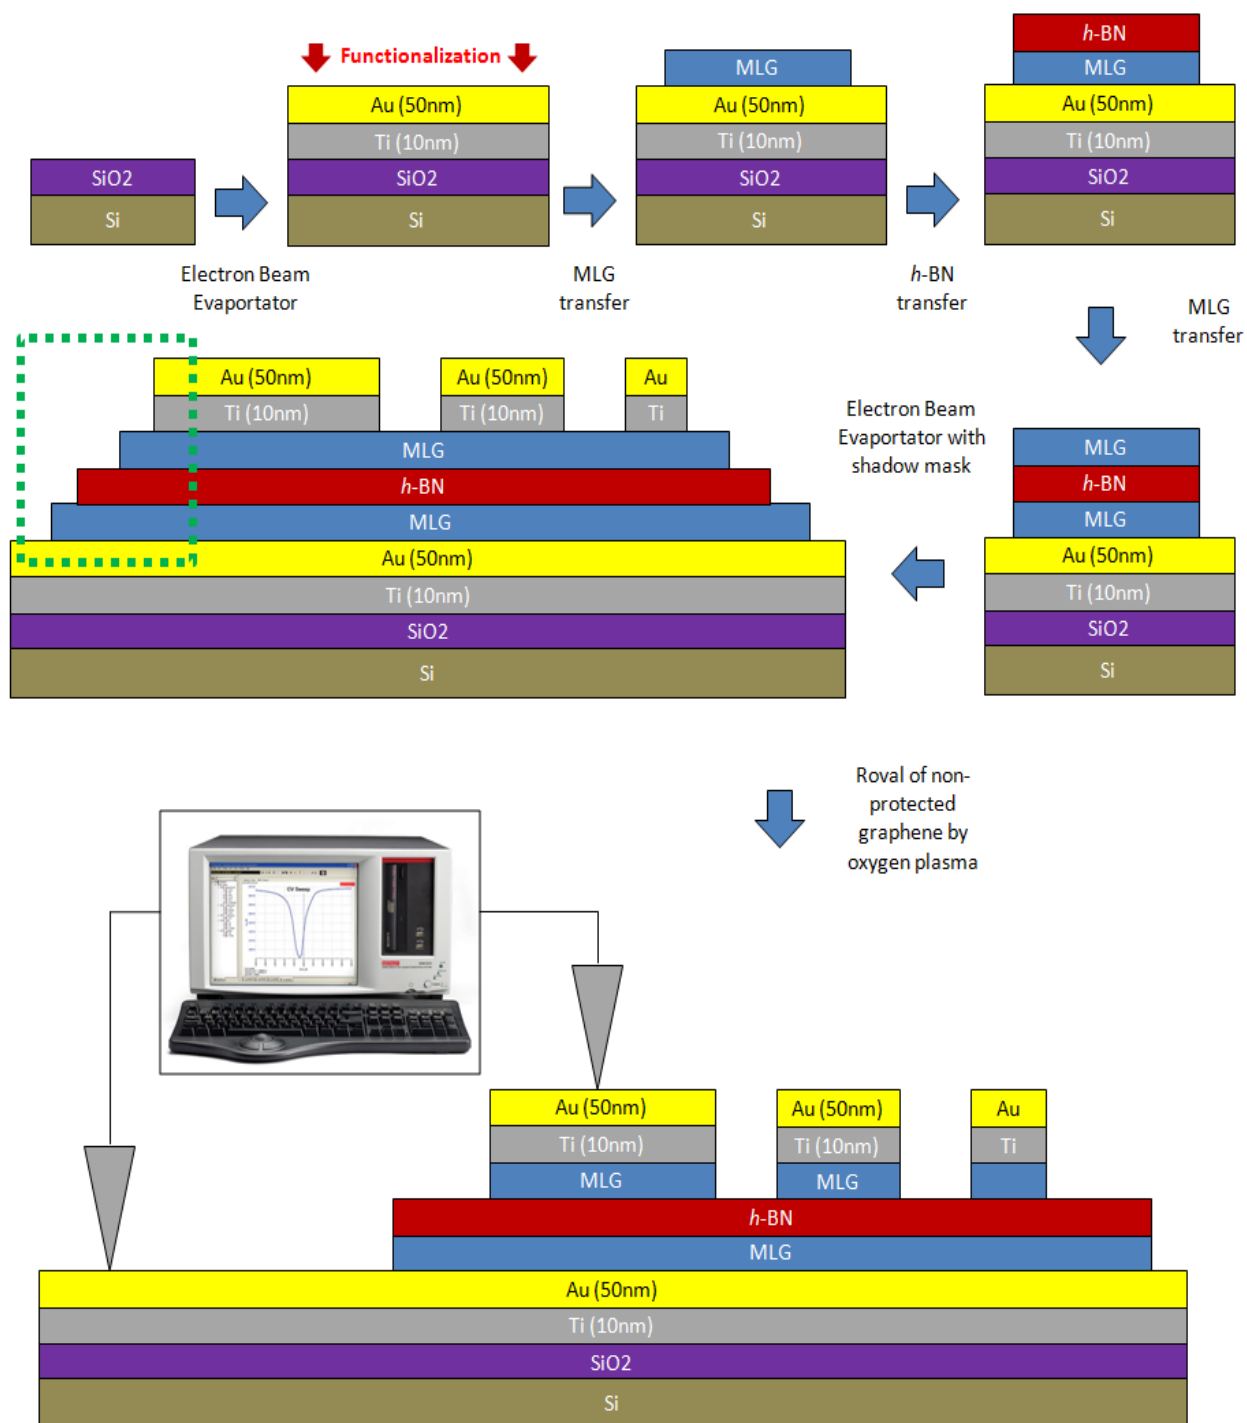 Functionalization
h-BN
MLG
MLG
Au (50nm)
Au (50nm)
Au (50nm)
Ti (10nm)
Ti (10nm)
Ti (10nm)
SiO2
SiO2
SiO2
SiO2
Si
Si
Si
Si
Electron Beam
Evaportator
MLG
transfer
h-BN
transfer
MLG
transfer
Au (50nm)
Au (50nm)
Au
Ti (10nm)
Ti (10nm)
Ti
MLG
h-BN
MLG
Au (50nm)
Ti (10nm)
SiO2
Si
Electron Beam
Evaportator with
shadow mask
MLG
h-BN
MLG
Au (50nm)
Ti (10nm)
SiO2
Si
Roval of non-
protected
graphene by
oxygen plasma
CV Sweep
Au (50nm)
Au (50nm)
Au
Ti (10nm)
Ti (10nm)
Ti
MLG
MLG
h-BN
MLG
Au (50nm)
Ti (10nm)
SiO2
Si